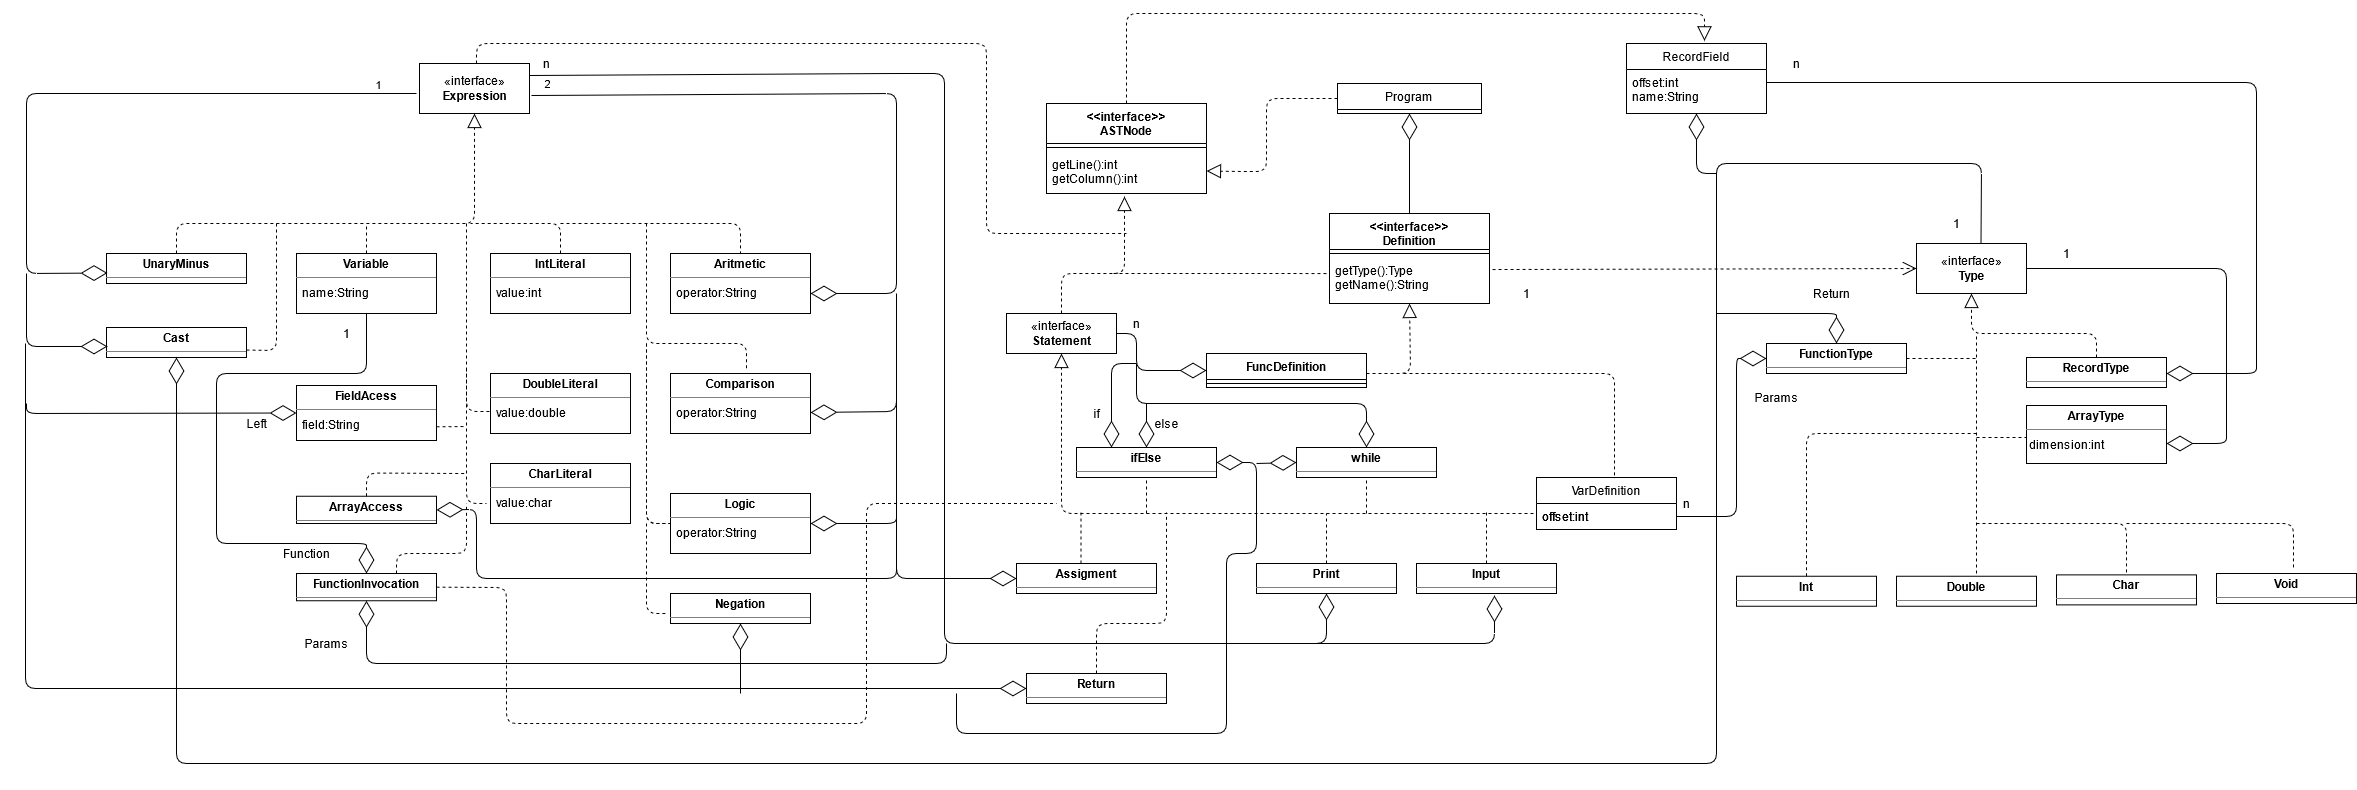 RecordField
offset:int
name:String
n
n
2
1
«interface»
Expression
Program
<<interface>>
ASTNode
getLine():int
getColumn():int
<<interface>>
Definition
getType():Type
getName():String
1
1
1
«interface»
Type
UnaryMinus
Variable
name:String
IntLiteral
value:int
Aritmetic
operator:String
Return
«interface»
Statement
n
1
Cast
FuncDefinition
FunctionType
RecordType
FieldAcess
field:String
Left
DoubleLiteral
value:double
Comparison
operator:String
if
else
Params
ArrayType
dimension:int
ifElse
while
ArrayAccess
CharLiteral
value:char
Logic
operator:String
VarDefinition
offset:int
n
Function
FunctionInvocation
Assigment
Print
Input
Int
Double
Char
Void
Negation
Params
Return